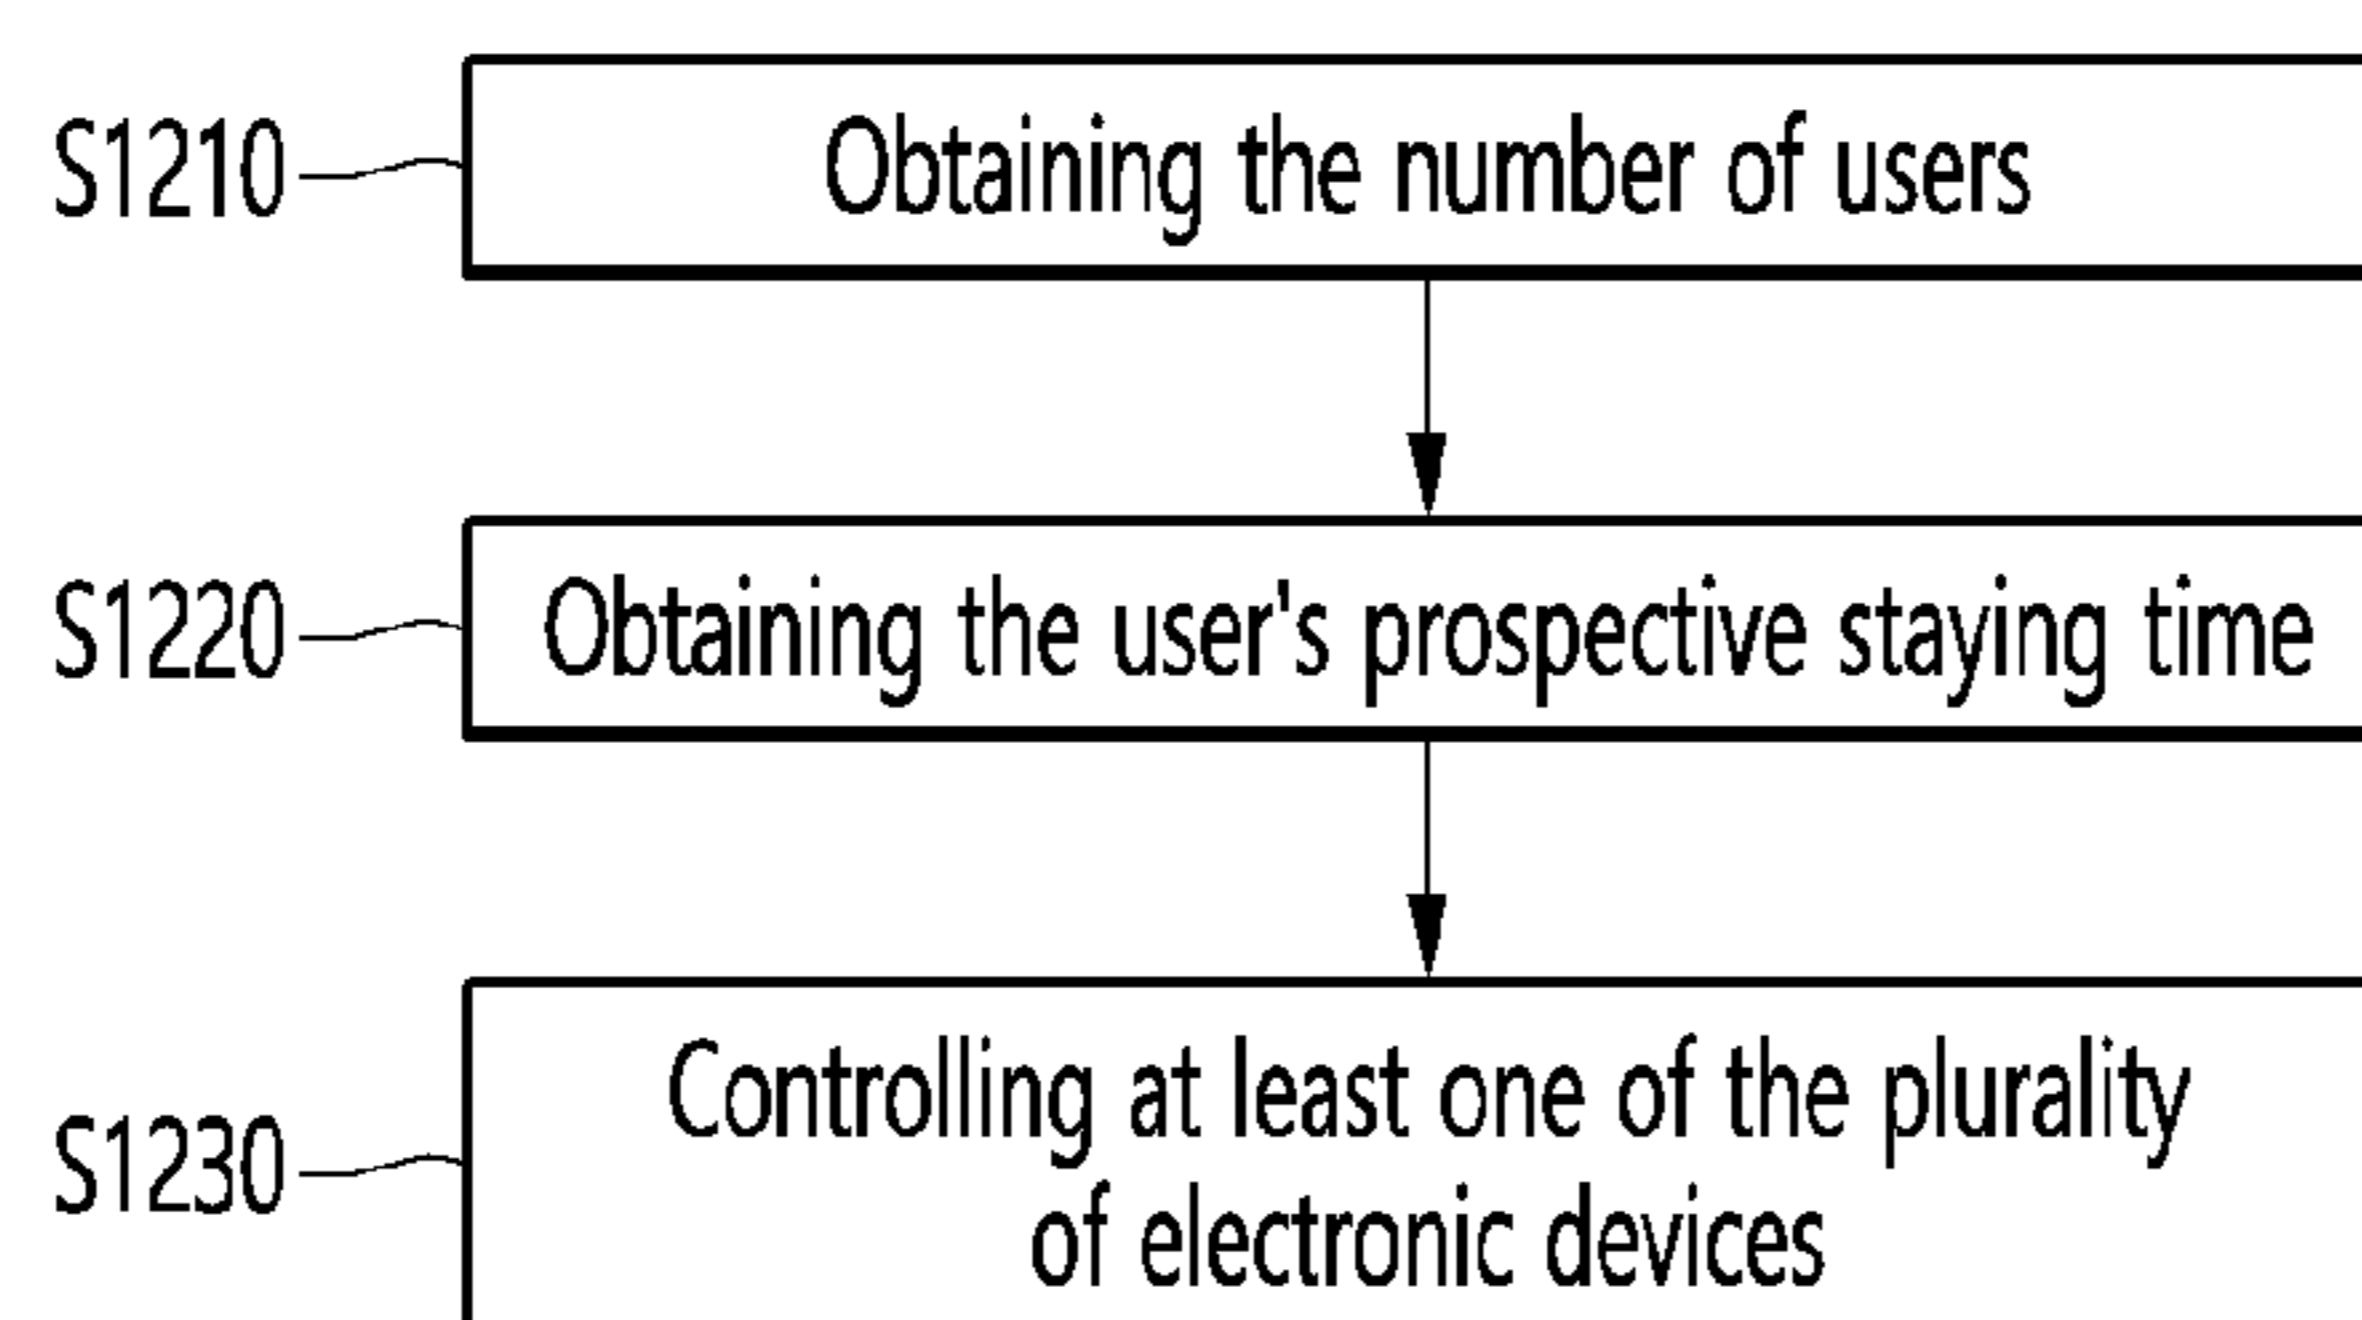 S1210
Obtaining the number of users
S1220
Obtaining the user's prospective staying time
S1230
Controlling at least one of the plurality
of electronic devices